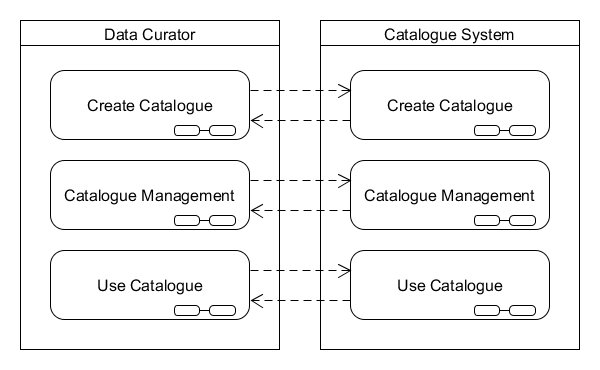 Data Curator
Catalogue System
Create Catalogue
Create Catalogue
Catalogue Management
Catalogue Management
Use Catalogue
Use Catalogue